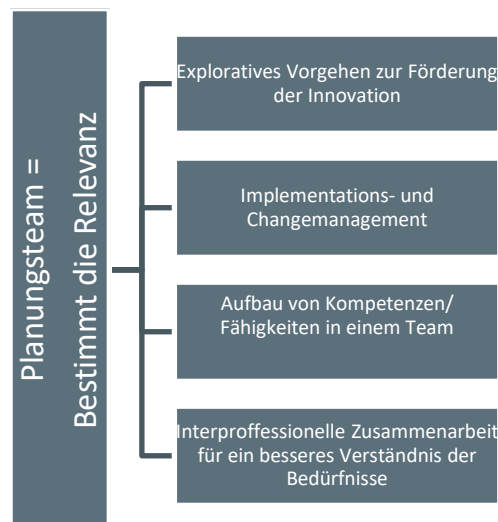 Planungsteam =
Bestimmt die Relevanz
Exploratives Vorgehen zur Förderung
der Innovation
Implementations- und
Changemanagement
Aufbau von Kompetenzen/
Fähigkeiten in einem Team
Interproffessionelle Zusammenarbeit
für ein besseres Verständnis der
Bedürfnisse